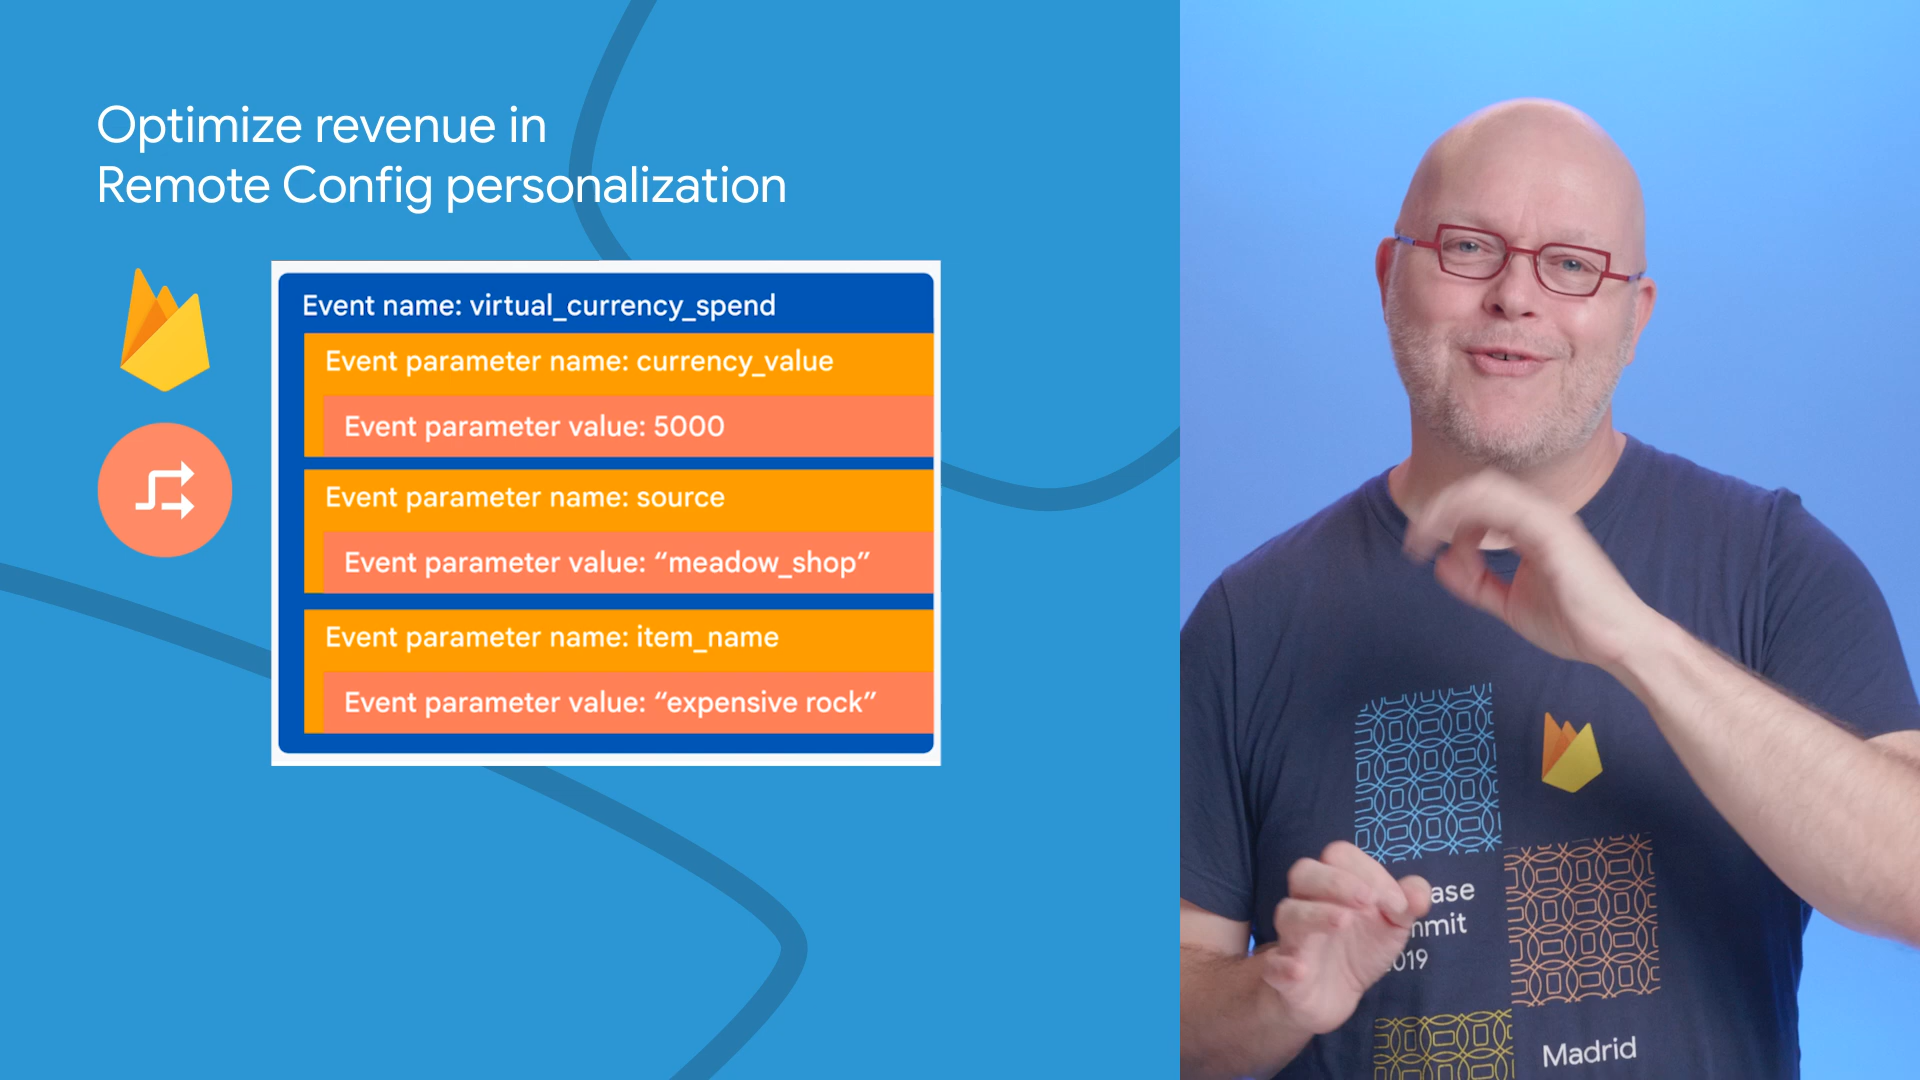 Optimize revenue in
Remote Config personalization
Event name: virtual_currency_spend
Event parameter name: currency_value
Event parameter value: 5000
Event parameter name: source
Event parameter value: “meadow_shop”
Event parameter name: item_name
Event parameter value: “expensive rock”
Madrid